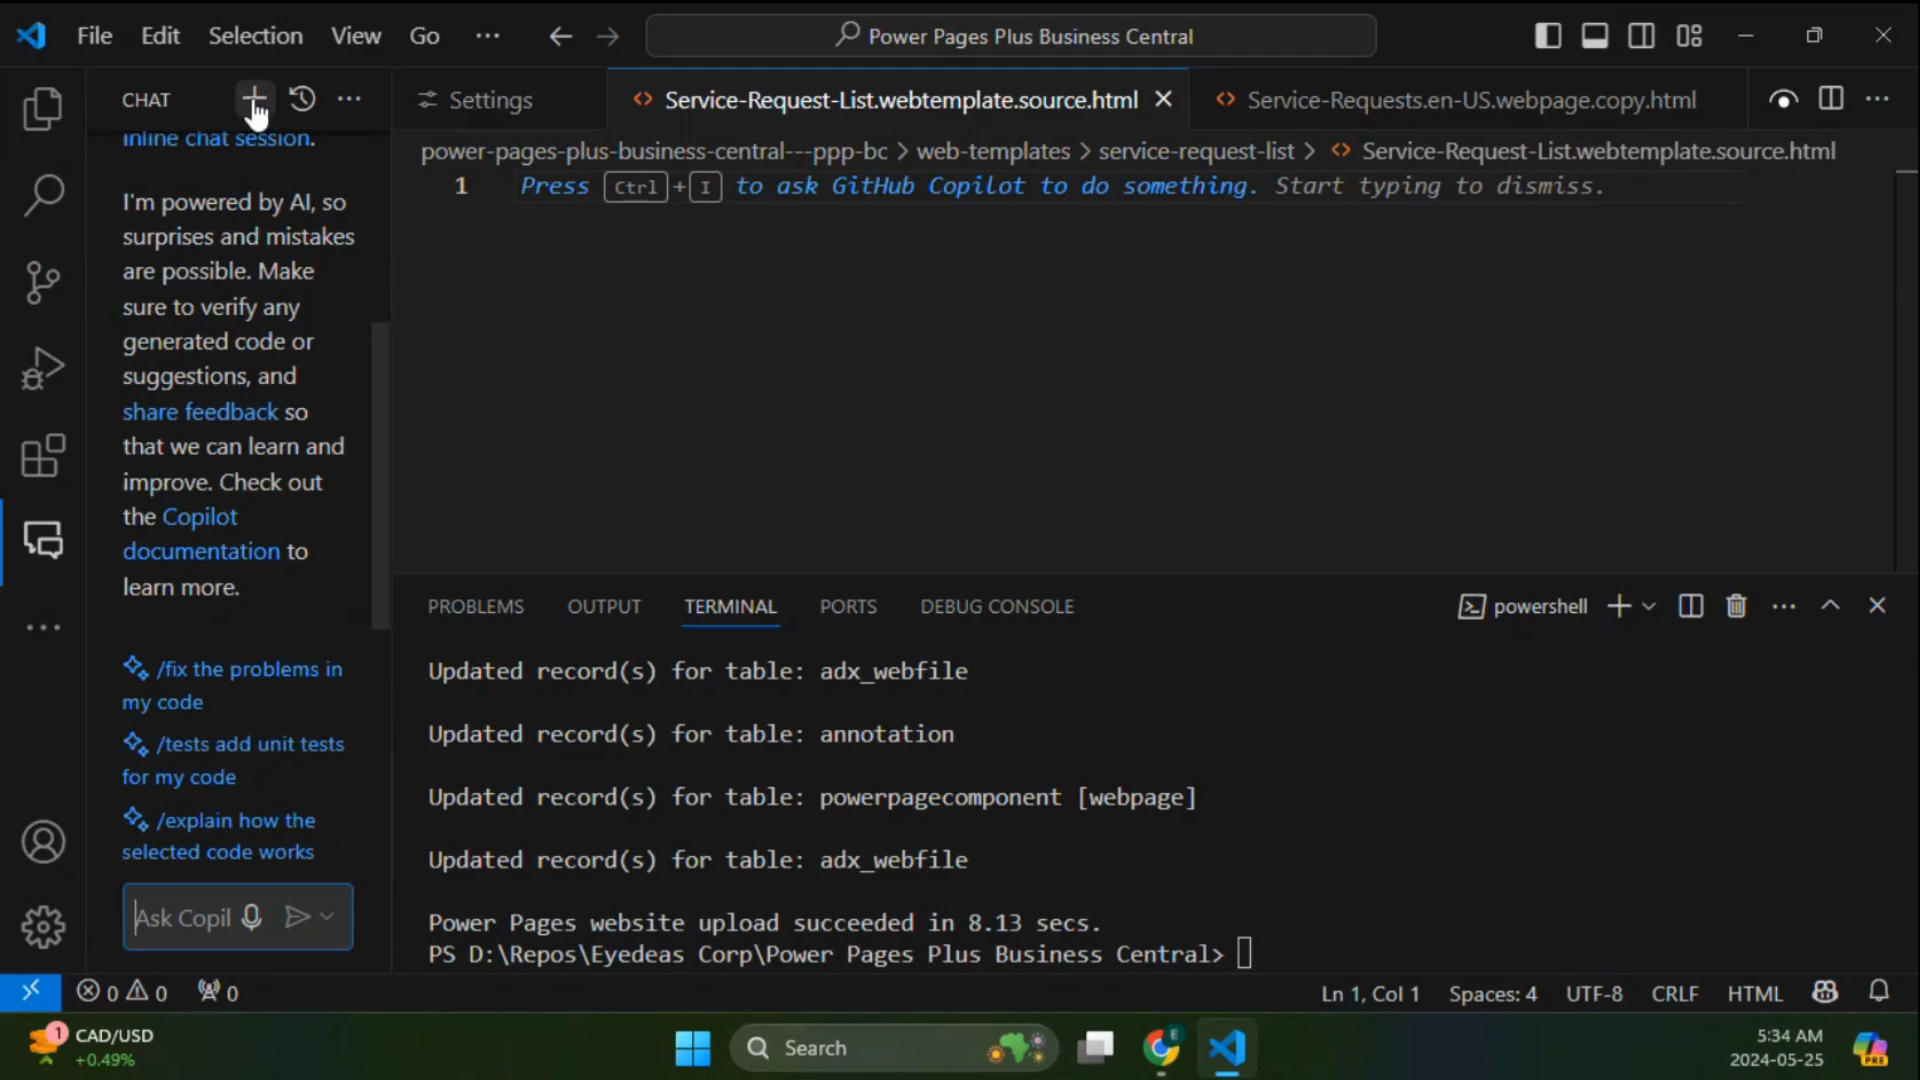 File Edit Selection View Go ... Power Pages Plus Business Central
CHAT
inline chat session.
I'm powered by AI, so
surprises and mistakes
are possible. Make
sure to verify any
generated code or
suggestions, and
share feedback so
that we can learn and
improve. Check out
the Copilot
documentation to
learn more.
/fix the problems in
my code
/tests add unit tests
for my code
/explain how the
selected code works
Ask Copil
Settings Service-Request-List.webtemplate.source.html Service-Requests.en-US.webpage.copy.html
power-pages-plus-business-central---ppp-bc > web-templates > service-request-list > Service-Request-List.webtemplate.source.html
1 Press Ctrl + I to ask GitHub Copilot to do something. Start typing to dismiss.
PROBLEMS OUTPUT TERMINAL PORTS DEBUG CONSOLE powershell
Updated record(s) for table: adx_webfile
Updated record(s) for table: annotation
Updated record(s) for table: powerpagecomponent [webpage]
Updated record(s) for table: adx_webfile
Power Pages website upload succeeded in 8.13 secs.
PS D:\Repos\Eyedeas Corp\Power Pages Plus Business Central>
0 0 0 Ln 1, Col 1 Spaces: 4 UTF-8 CRLF HTML
1 CAD/USD
+0.49%
Search
E
5:34 AM
2024-05-25
PRE